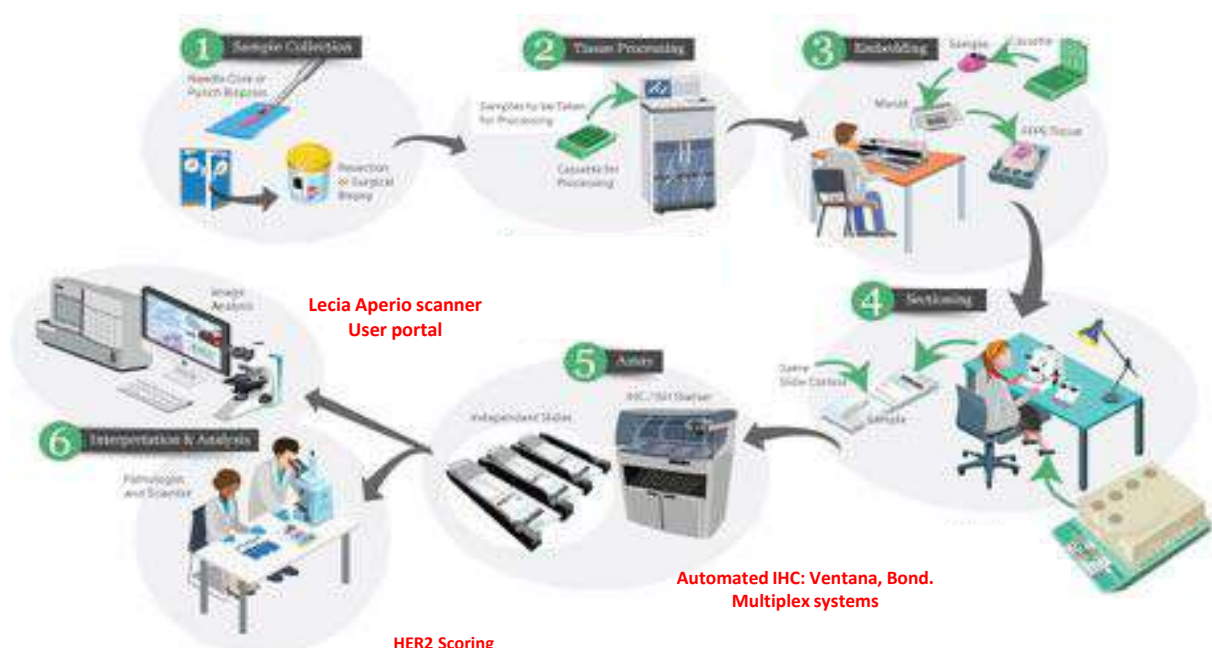 1 Sample Collection
Needle Core or
Punch Biopsies
Resection
or Surgical
Biopsy
2 Tissue Processing
Samples to be Taken
for Processing
Cassette for
Processing
3 Embedding
Sample
Cassette
Mould
FFPE Tissue
4 Sectioning
Same
Slide Control
Sample
5 Assay
IHC/ISH Stainer
Independent Slides
Automated IHC: Ventana, Bond.
Multiplex systems
Image
Analysis
Lecia Aperio scanner
User portal
6 Interpretation & Analysis
Pathologist
and Scientist
HER2 Scoring